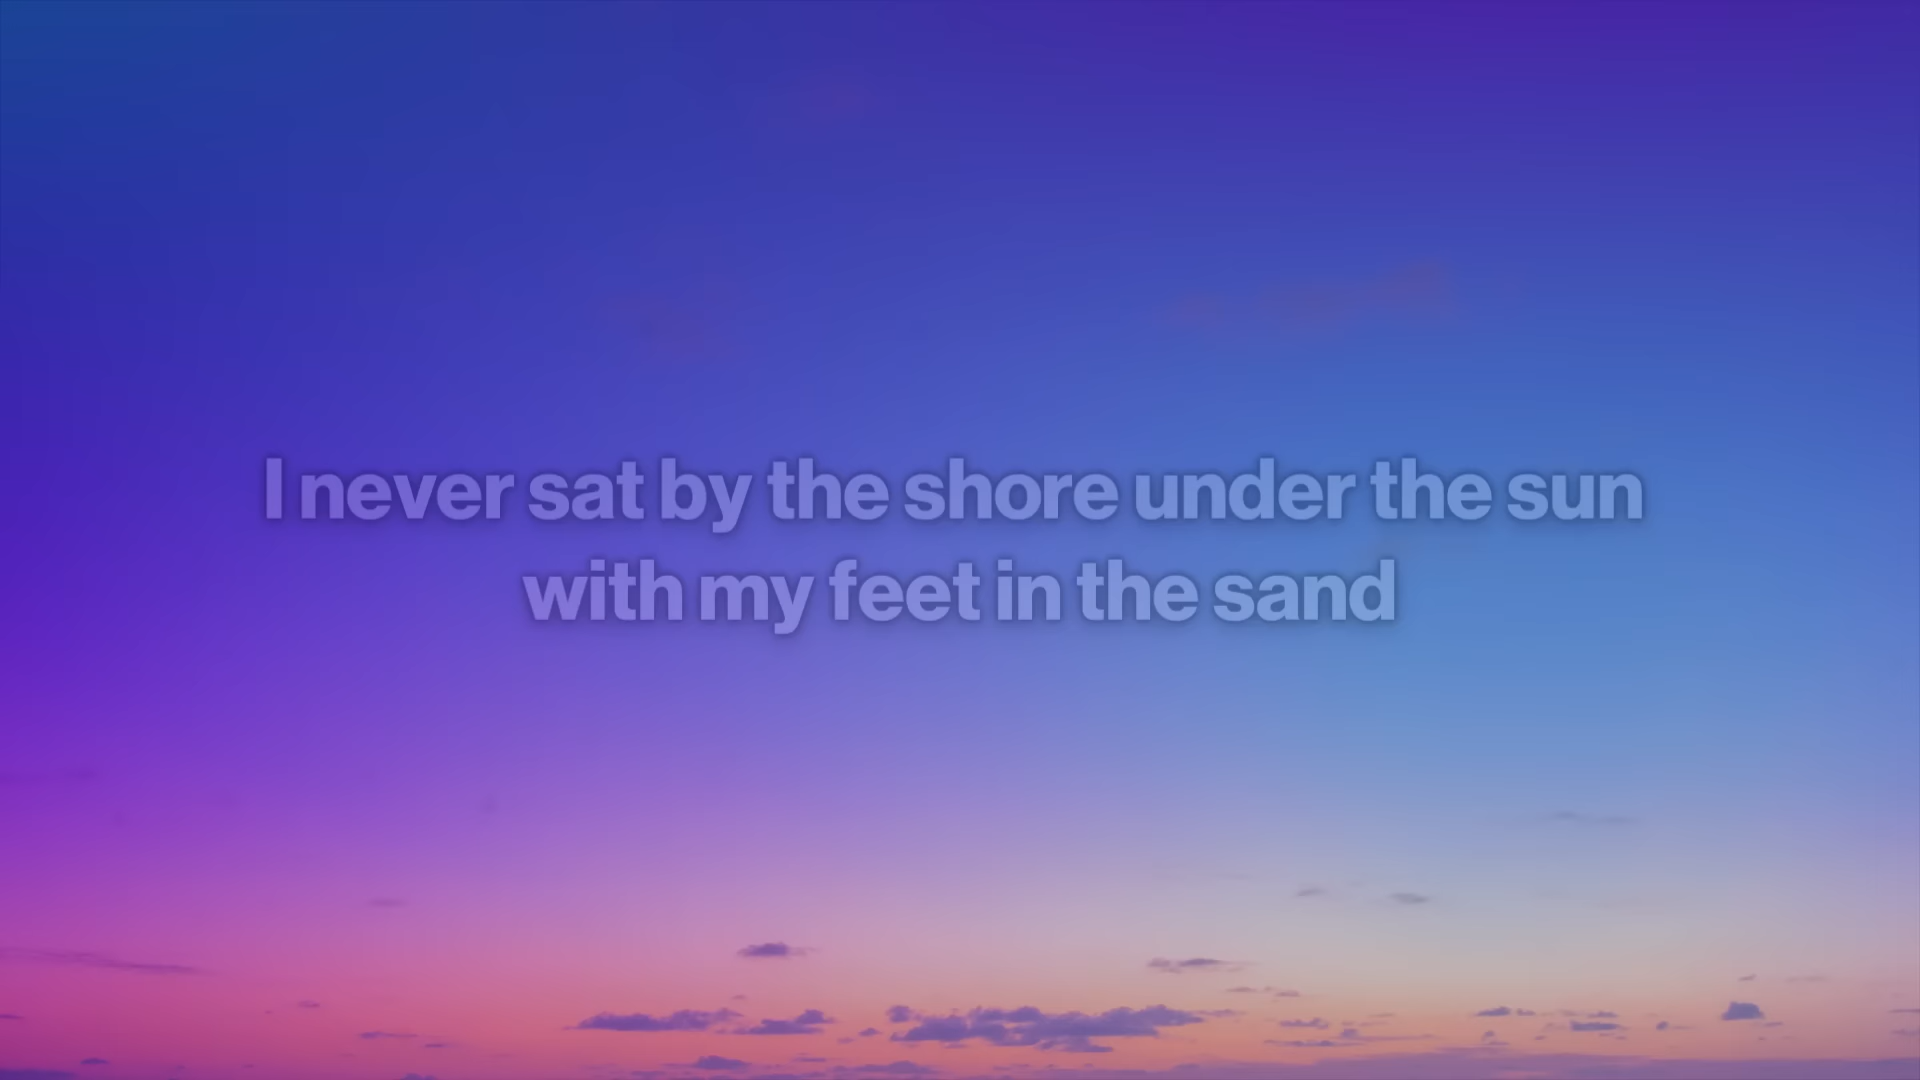 I never sat by the shore under the sun
with my feet in the sand